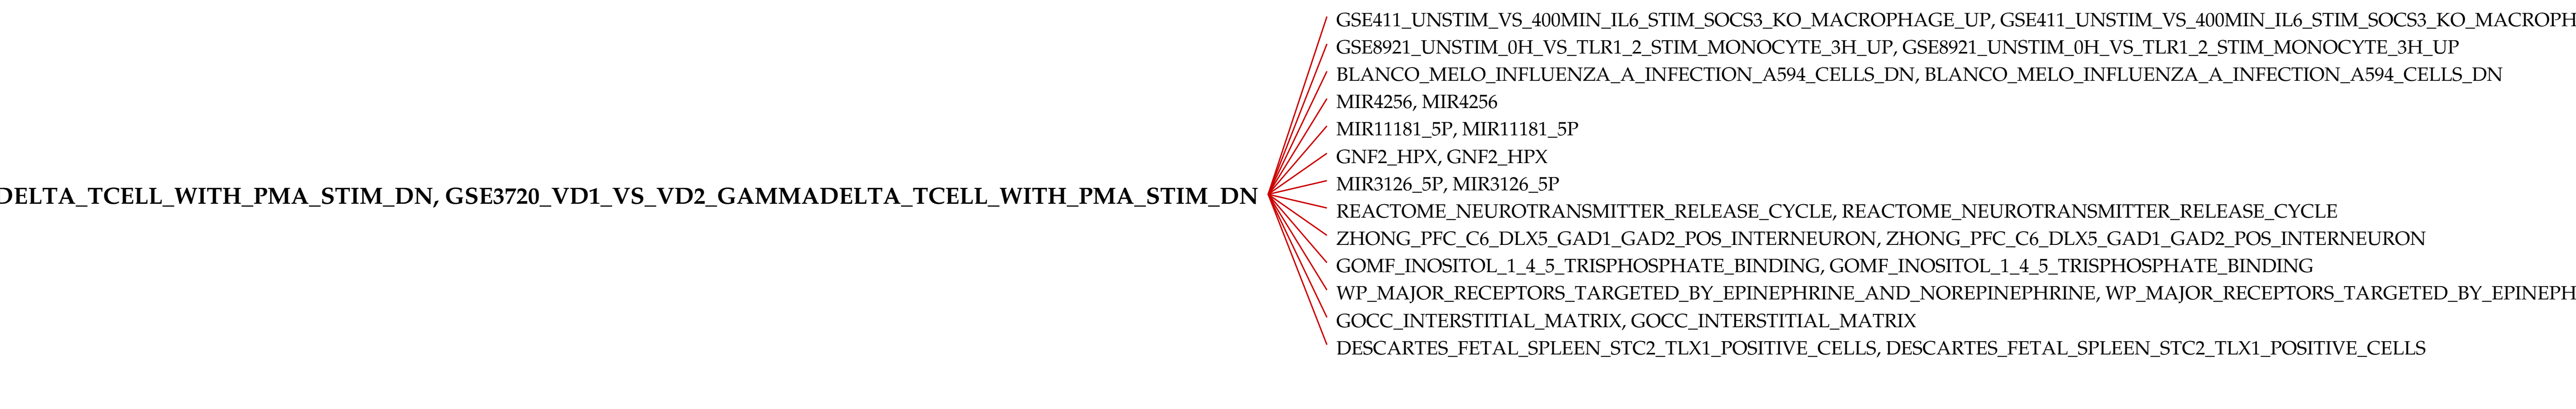 GSE411_UNSTIM_VS_400MIN_IL6_STIM_SOCS3_KO_MACROPHAGE_UP, GSE411_UNSTIM_VS_400MIN_IL6_STIM_SOCS3_KO_MACROPH
GSE8921_UNSTIM_0H_VS_TLR1_2_STIM_MONOCYTE_3H_UP, GSE8921_UNSTIM_0H_VS_TLR1_2_STIM_MONOCYTE_3H_UP
BLANCO_MELO_INFLUENZA_A_INFECTION_A594_CELLS_DN, BLANCO_MELO_INFLUENZA_A_INFECTION_A594_CELLS_DN
MIR4256, MIR4256
MIR11181_5P, MIR11181_5P
GNF2_HPX, GNF2_HPX
MIR3126_5P, MIR3126_5P
DELTA_TCELL_WITH_PMA_STIM_DN, GSE3720_VD1_VS_VD2_GAMMADELTA_TCELL_WITH_PMA_STIM_DN
REACTOME_NEUROTRANSMITTER_RELEASE_CYCLE, REACTOME_NEUROTRANSMITTER_RELEASE_CYCLE
ZHONG_PFC_C6_DLX5_GAD1_GAD2_POS_INTERNEURON, ZHONG_PFC_C6_DLX5_GAD1_GAD2_POS_INTERNEURON
GOMF_INOSITOL_1_4_5_TRISPHOSPHATE_BINDING, GOMF_INOSITOL_1_4_5_TRISPHOSPHATE_BINDING
WP_MAJOR_RECEPTORS_TARGETED_BY_EPINEPHRINE_AND_NOREPINEPHRINE, WP_MAJOR_RECEPTORS_TARGETED_BY_EPINEPH
GOCC_INTERSTITIAL_MATRIX, GOCC_INTERSTITIAL_MATRIX
DESCARTES_FETAL_SPLEEN_STC2_TLX1_POSITIVE_CELLS, DESCARTES_FETAL_SPLEEN_STC2_TLX1_POSITIVE_CELLS